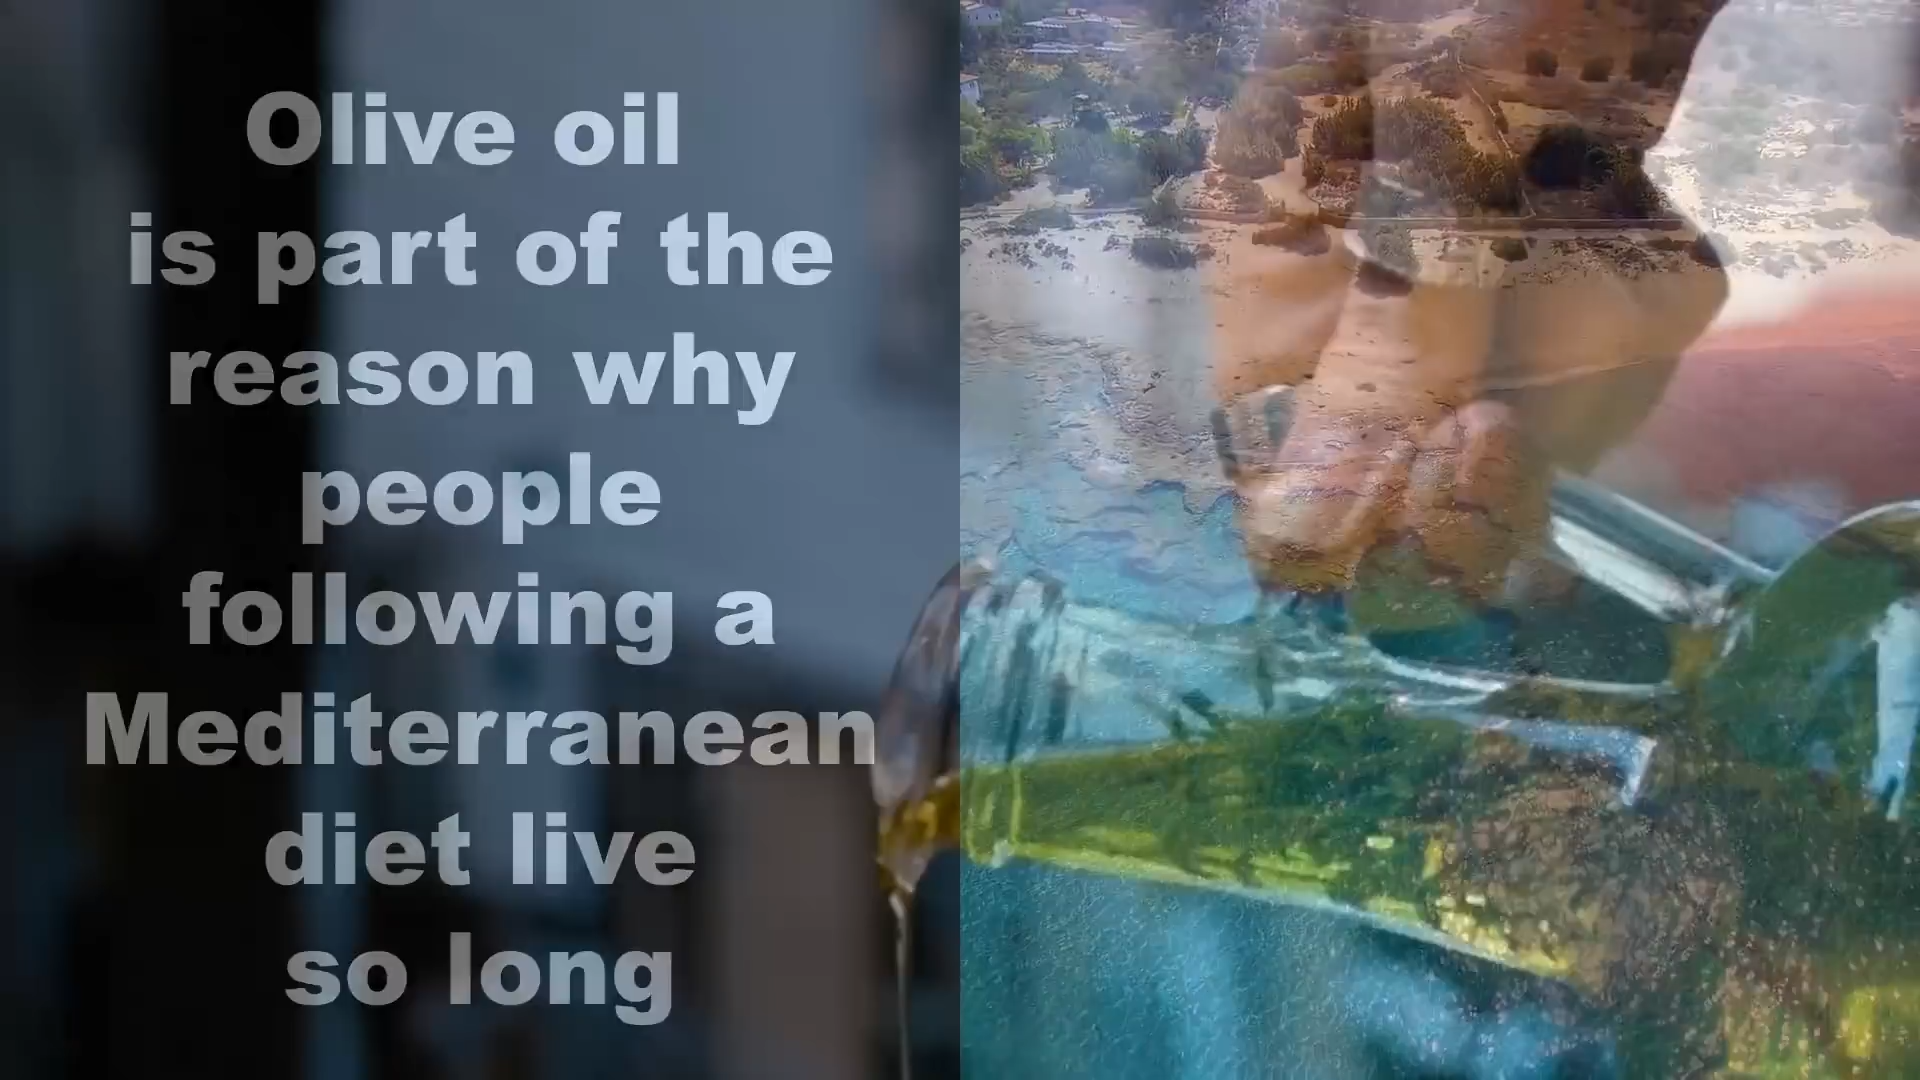 Olive oil
is part of the
reason why
people
following a
Mediterranean
diet live
so long